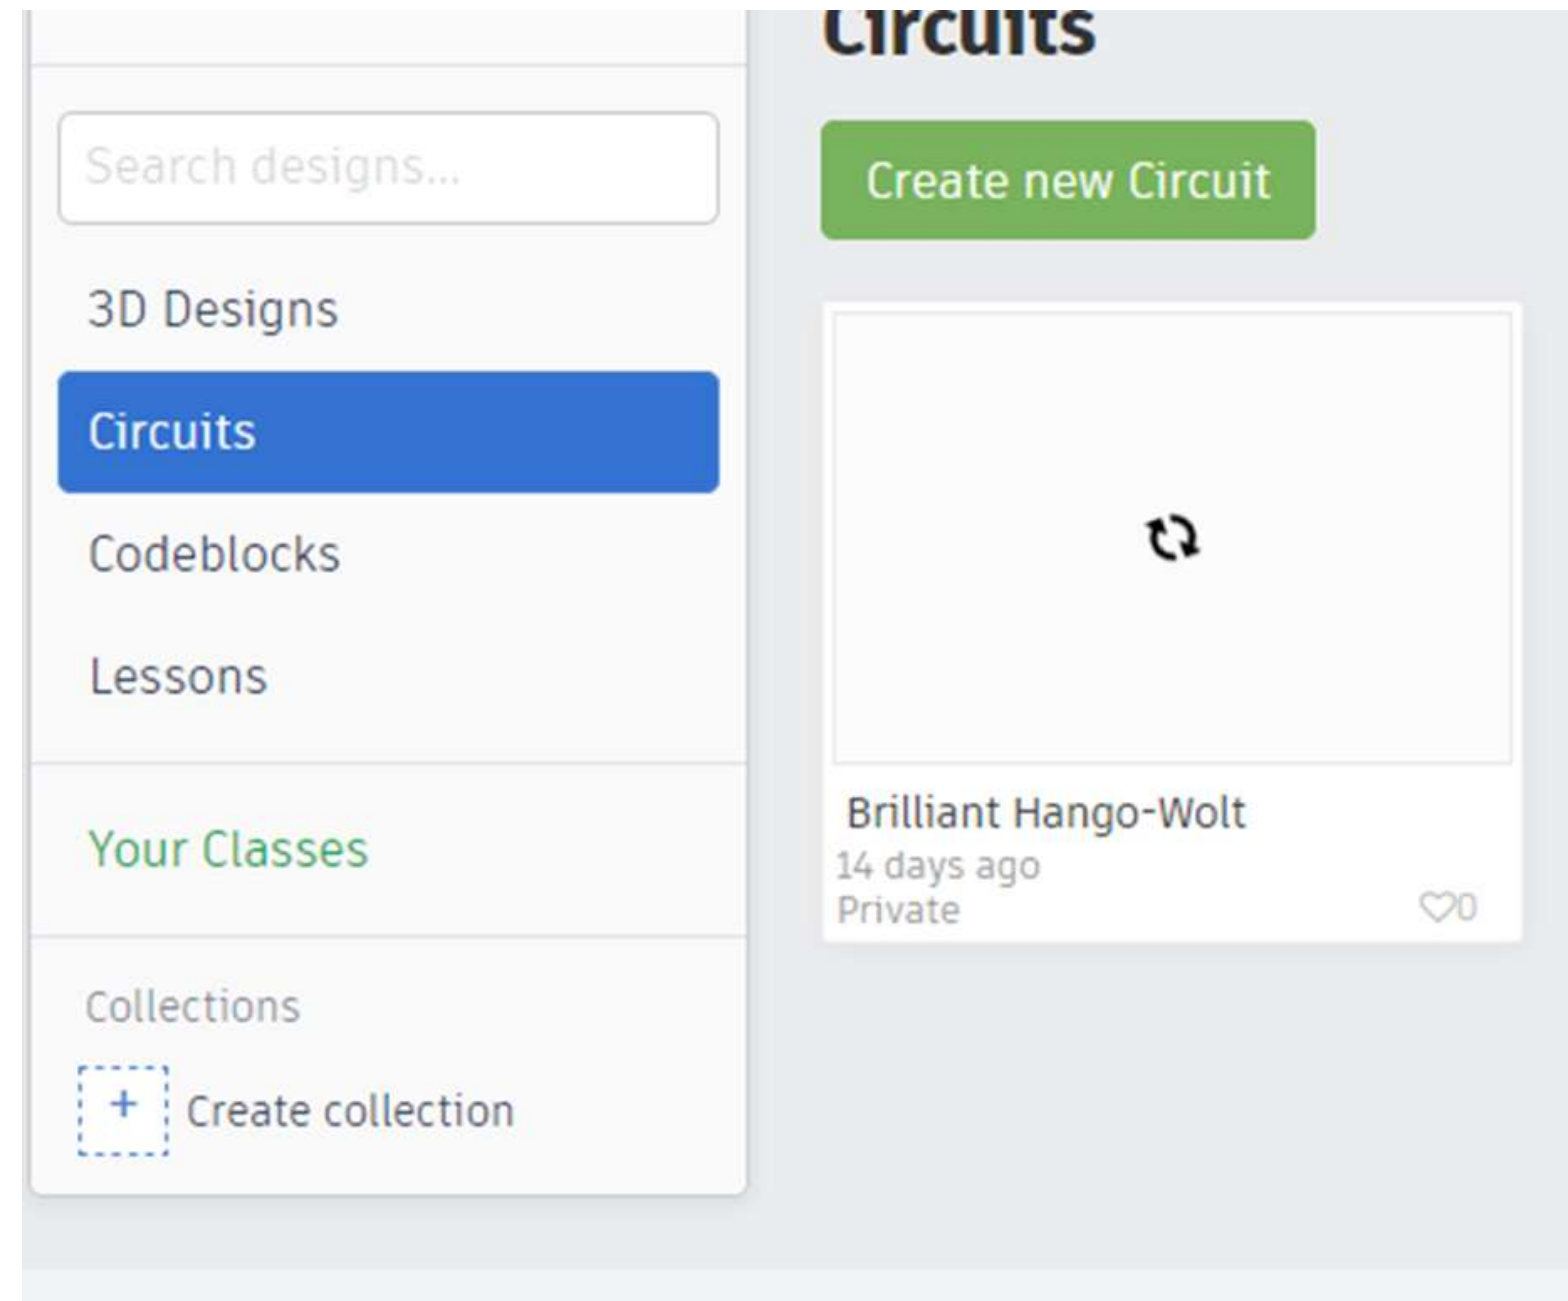 Circuits
Search designs...
Create new Circuit
3D Designs
Circuits
Codeblocks
Lessons
Your Classes
Collections
+ Create collection
Brilliant Hango-Wolt
14 days ago
Private
0